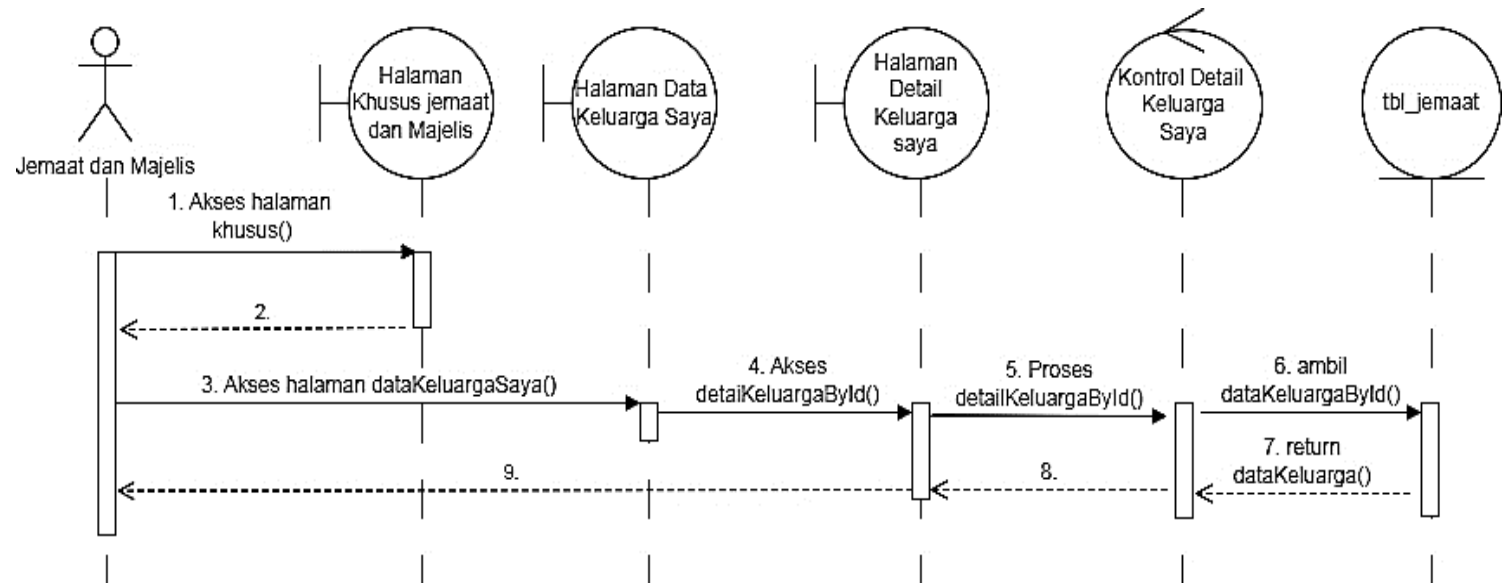 Jemaat dan Majelis
Halaman
Khusus jemaat
dan Majelis
Halaman Data
Keluarga Saya
Halaman
Detail
Keluarga
saya
Kontrol Detail
Keluarga
Saya
tbl_jemaat
1. Akses halaman
khusus()
2.
3. Akses halaman dataKeluargaSaya()
4. Akses
detaiKeluargaById()
5. Proses
detailKeluargaById()
6. ambil
dataKeluargaById()
7. return
dataKeluarga()
8.
9.